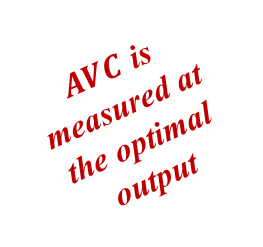 AVC is
measured at
the optimal
output